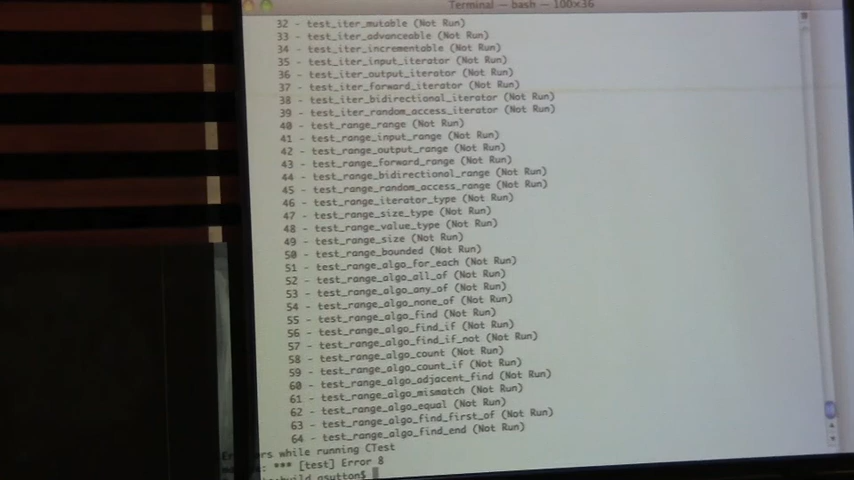 Terminal — bash — 100×36
32 - test_iter_mutable (Not Run)
33 - test_iter_advanceable (Not Run)
34 - test_iter_incrementable (Not Run)
35 - test_iter_input_iterator (Not Run)
36 - test_iter_output_iterator (Not Run)
37 - test_iter_forward_iterator (Not Run)
38 - test_iter_bidirectional_iterator (Not Run)
39 - test_iter_random_access_iterator (Not Run)
40 - test_range_range (Not Run)
41 - test_range_input_range (Not Run)
42 - test_range_output_range (Not Run)
43 - test_range_forward_range (Not Run)
44 - test_range_bidirectional_range (Not Run)
45 - test_range_random_access_range (Not Run)
46 - test_range_iterator_type (Not Run)
47 - test_range_size_type (Not Run)
48 - test_range_value_type (Not Run)
49 - test_range_size (Not Run)
50 - test_range_bounded (Not Run)
51 - test_range_algo_for_each (Not Run)
52 - test_range_algo_all_of (Not Run)
53 - test_range_algo_any_of (Not Run)
54 - test_range_algo_none_of (Not Run)
55 - test_range_algo_find (Not Run)
56 - test_range_algo_find_if (Not Run)
57 - test_range_algo_find_if_not (Not Run)
58 - test_range_algo_count (Not Run)
59 - test_range_algo_count_if (Not Run)
60 - test_range_algo_adjacent_find (Not Run)
61 - test_range_algo_mismatch (Not Run)
62 - test_range_algo_equal (Not Run)
63 - test_range_algo_find_first_of (Not Run)
64 - test_range_algo_find_end (Not Run)
while running CTest
*** [test] Error 8
asutton$